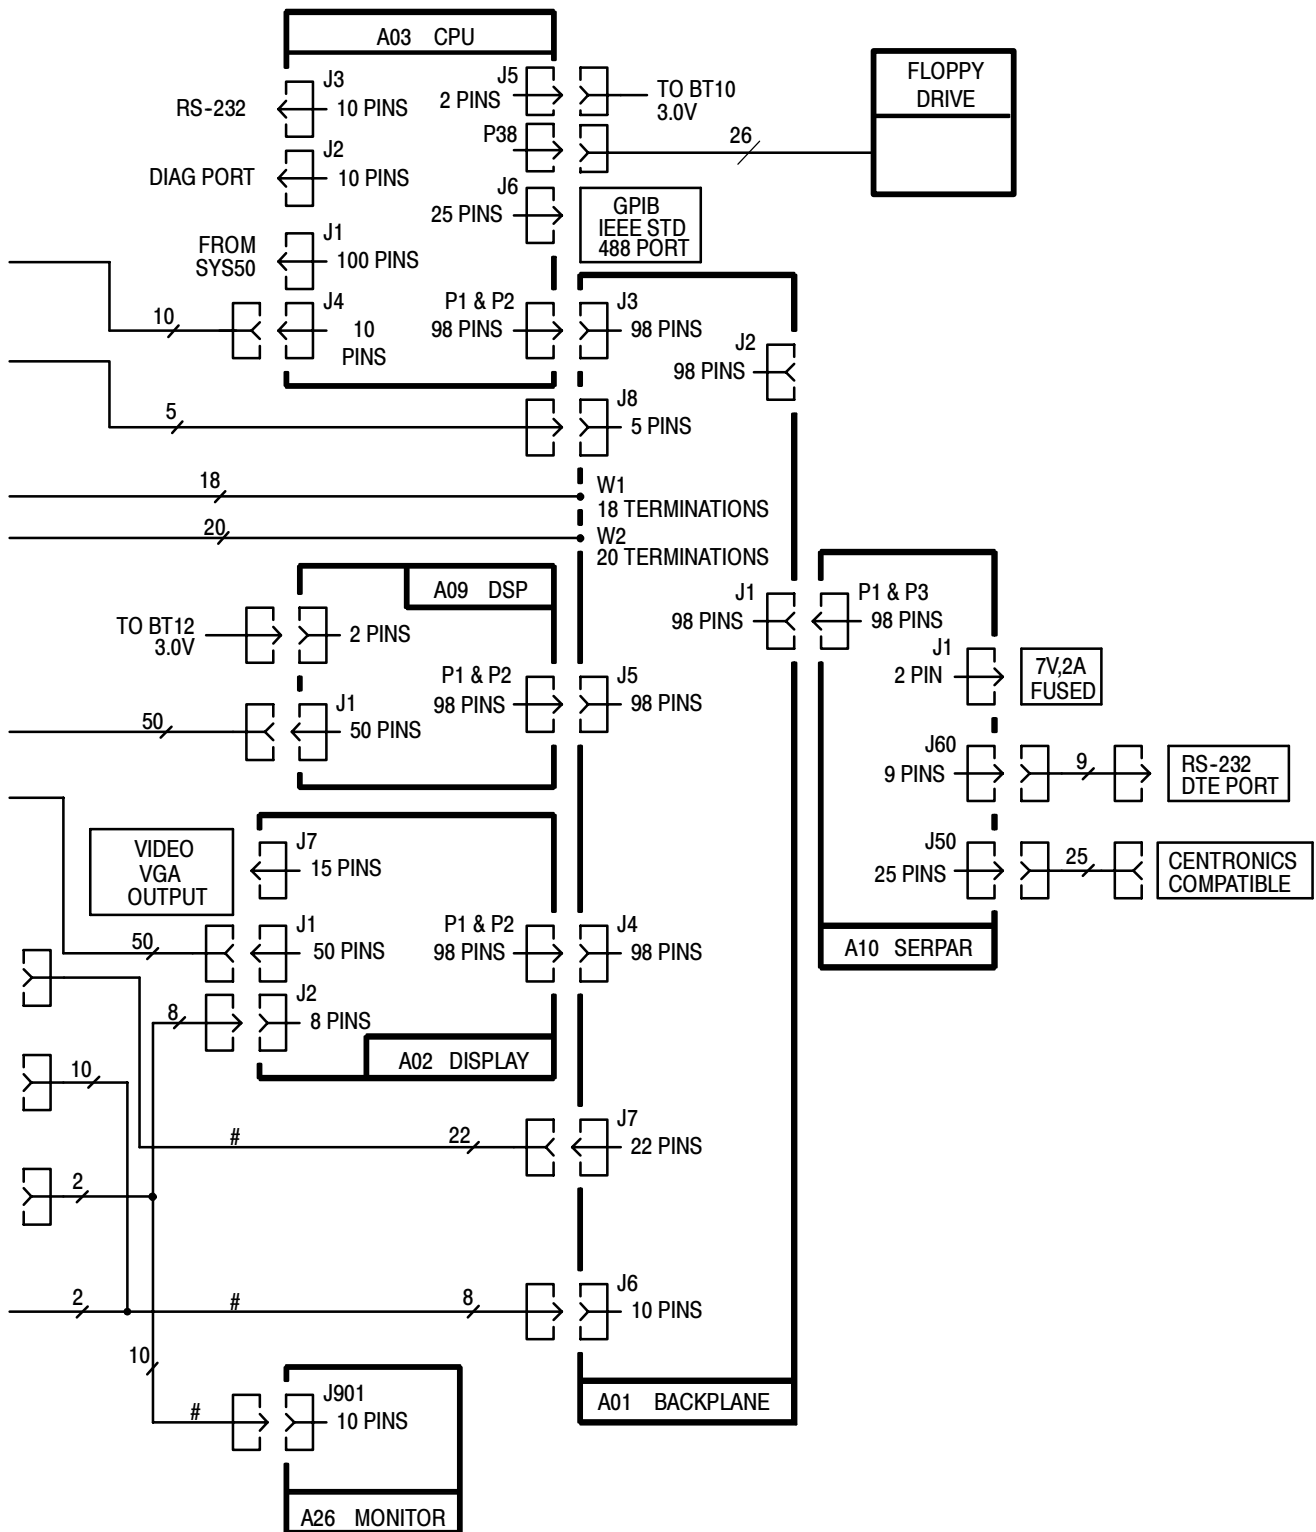 A03 CPU
J3
RS-232
10 PINS
J2
DIAG PORT
10 PINS
J1
FROM
SYS50
100 PINS
10
J4
10
PINS
J5
2 PINS
TO BT10
3.0V
P38
26
FLOPPY
DRIVE
J6
25 PINS
GPIB
IEEE STD
488 PORT
P1 & P2
98 PINS
J3
98 PINS
J2
98 PINS
5
J8
5 PINS
18
W1
18 TERMINATIONS
20
W2
20 TERMINATIONS
A09 DSP
TO BT12
3.0V
2 PINS
P1 & P2
98 PINS
J5
98 PINS
50
J1
50 PINS
J1
98 PINS
P1 & P3
98 PINS
J1
2 PIN
7V,2A
FUSED
J60
9 PINS
9
RS-232
DTE PORT
J50
25 PINS
25
CENTRONICS
COMPATIBLE
A10 SERPAR
VIDEO
VGA
OUTPUT
J7
15 PINS
50
J1
50 PINS
P1 & P2
98 PINS
J4
98 PINS
8
J2
8 PINS
A02 DISPLAY
10
#
22
J7
22 PINS
2
2
#
8
J6
10 PINS
10
#
J901
10 PINS
A01 BACKPLANE
A26 MONITOR